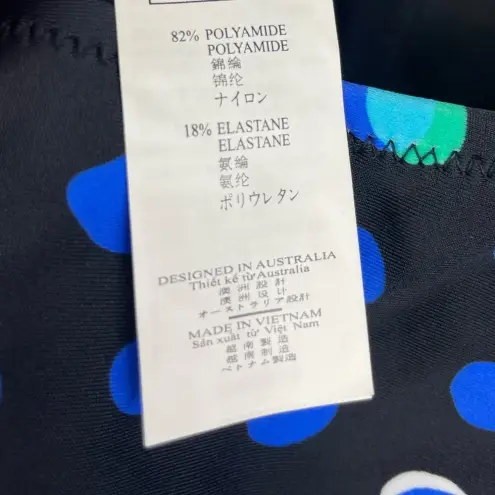 82% POLYAMIDE
POLYAMIDE
錦綸
锦纶
ナイロン
18% ELASTANE
ELASTANE
氨綸
氨纶
ポリウレタン
DESIGNED IN AUSTRALIA
Thiết kế từ Australia
澳洲設計
澳洲设计
オーストラリア設計
MADE IN VIETNAM
Sản xuất từ Việt Nam
越南製造
越南制造
ベトナム製造